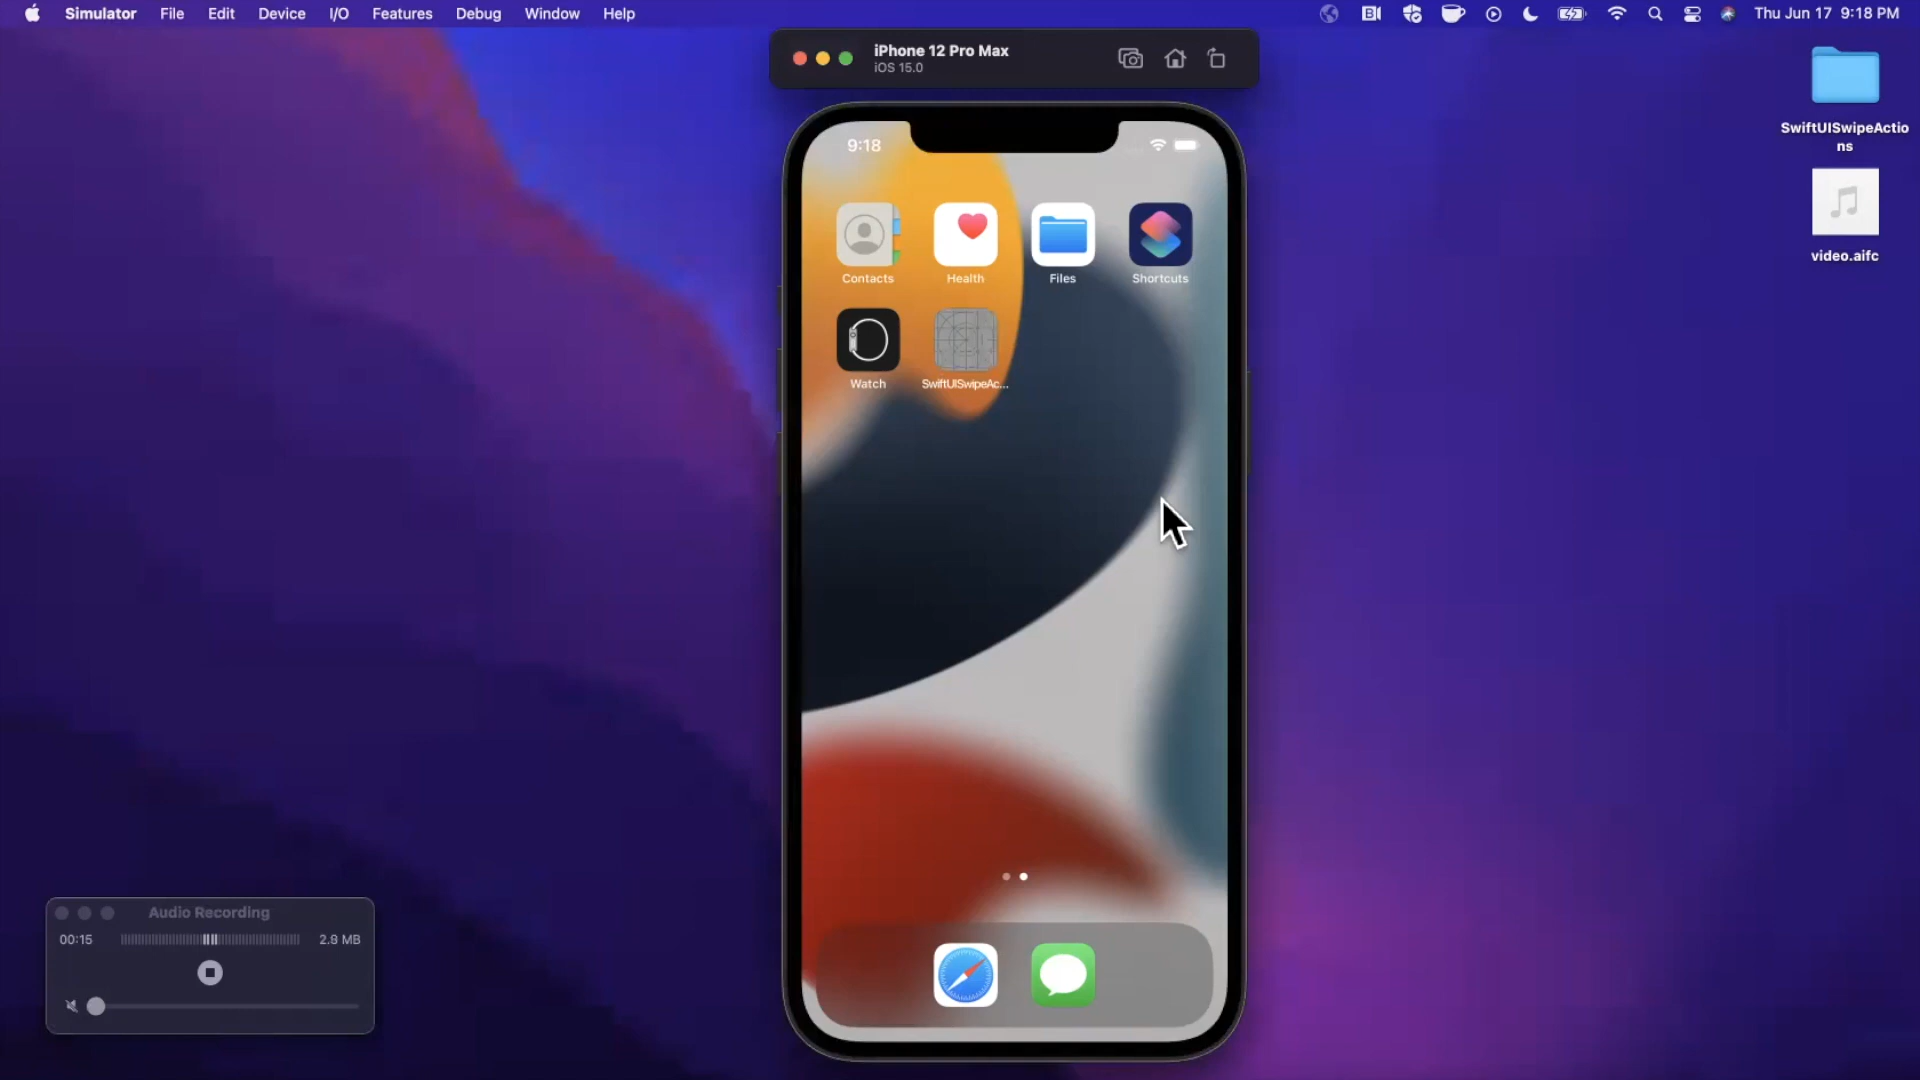 Simulator File Edit Device I/O Features Debug Window Help
Thu Jun 17 9:18 PM
iPhone 12 Pro Max
iOS 15.0
SwiftUISwipeActio
ns
video.aifc
9:18
Contacts Health Files Shortcuts
Watch SwiftUISwipeAc...
Audio Recording
00:15 2.8 MB